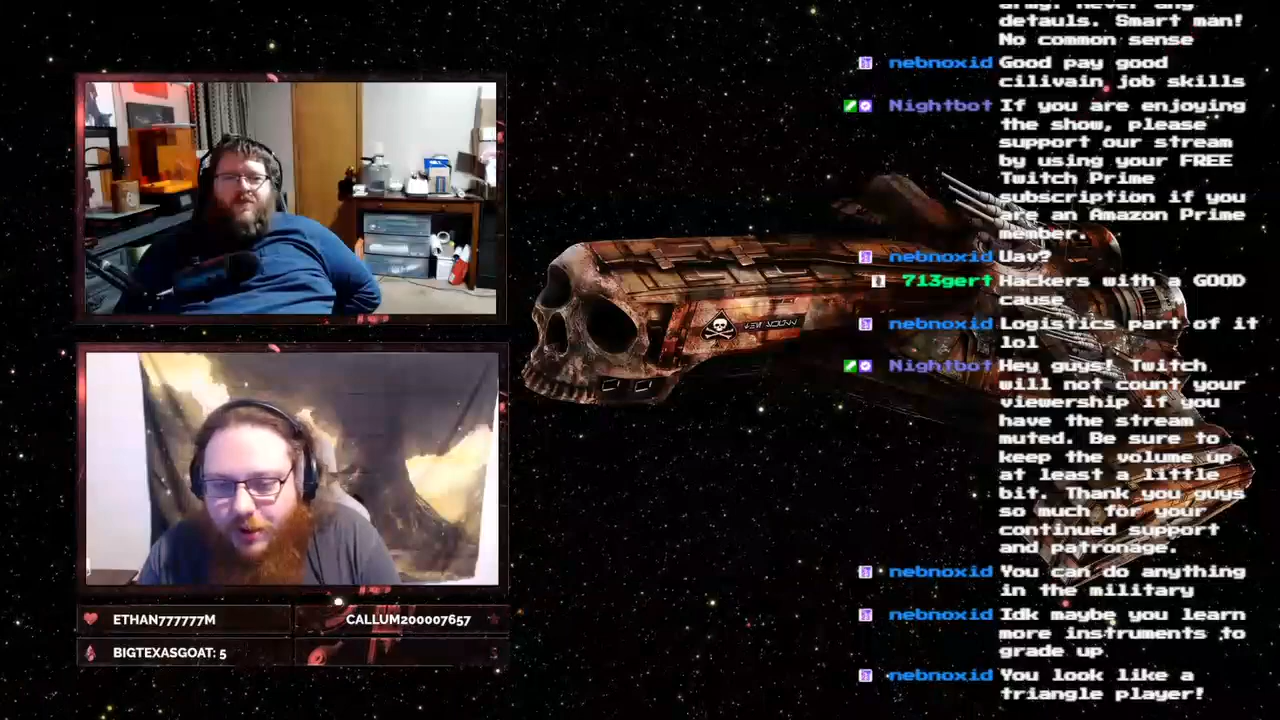 detauls. Smart man!
No common sense
nebnoxid Good pay good
cilivain job skills
Nightbot If you are enjoying
the show, please
support our stream
by using your FREE
Twitch Prime
subscription if you
are an Amazon Prime
member.
nebnoxid Uav?
713gert Hackers with a GOOD
cause
nebnoxid Logistics part of it
lol
Nightbot Hey guys! Twitch
will not count your
viewership if you
have the stream
muted. Be sure to
keep the volume up
at least a little
bit. Thank you guys
so much for your
continued support
and patronage.
nebnoxid You can do anything
in the military
nebnoxid Idk maybe you learn
more instruments to
grade up
nebnoxid You look like a
triangle player!
ETHAN777777M
CALLUM200007657
BIGTEXASGOAT: 5